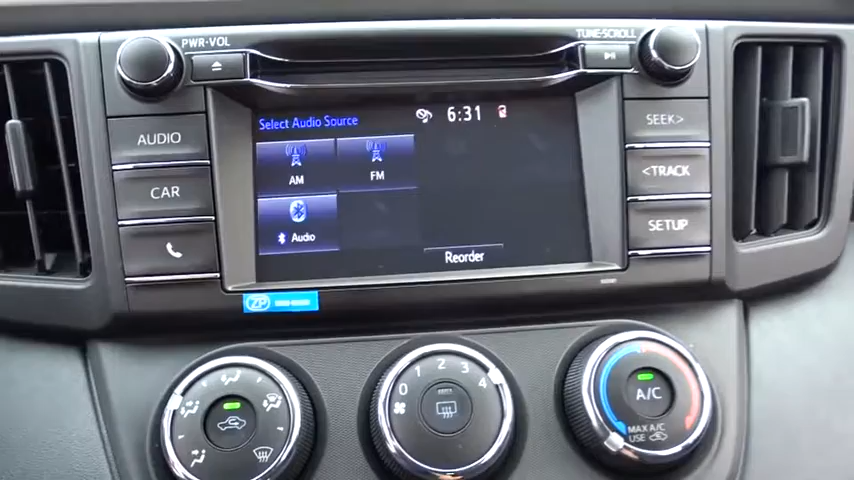 PWR·VOL
TUNE·SCROLL
AUDIO
CAR
Select Audio Source
6:31
AM
FM
Audio
Reorder
SEEK>
<TRACK
SETUP
ZP
0 1 2 3 4
A/C
MAX A/C
USE